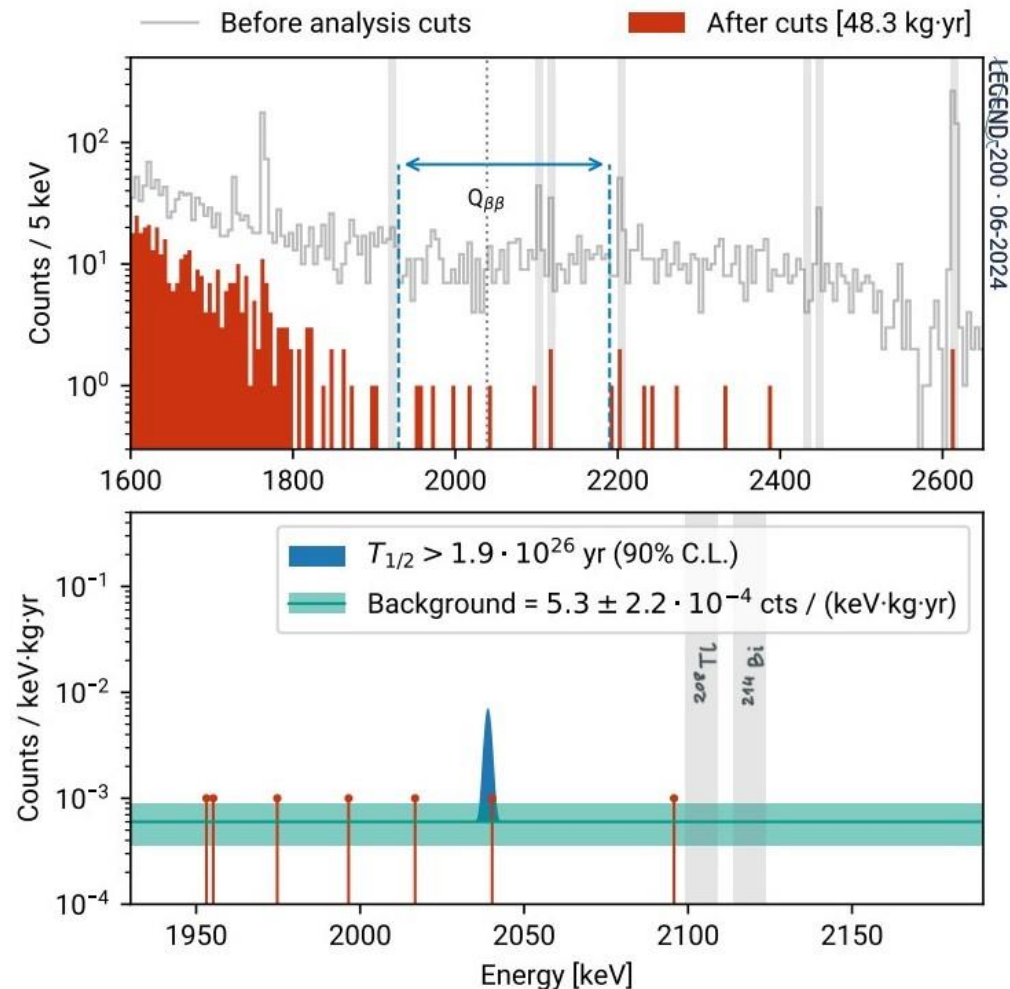 Before analysis cuts
After cuts [48.3 kg·yr]
Counts / 5 keV
10²
10¹
10⁰
Qββ
LEGEND-200 · 06-2024
1600 1800 2000 2200 2400 2600
T1/2 > 1.9 · 10²⁶ yr (90% C.L.)
Background = 5.3 ± 2.2 · 10⁻⁴ cts / (keV·kg·yr)
Counts / keV·kg·yr
10⁻¹
10⁻²
10⁻³
10⁻⁴
²⁰⁸Tl
²¹⁴Bi
1950 2000 2050 2100 2150
Energy [keV]